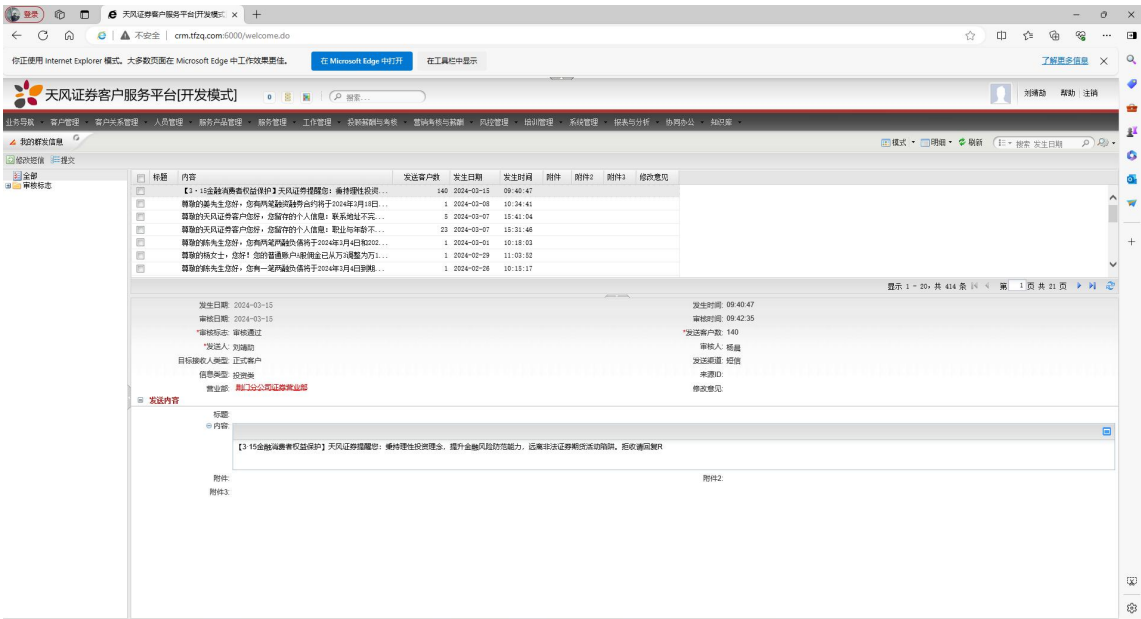 登录 天风证券客户服务平台[开发模式]
不安全 crm.tfzq.com:6000/welcome.do
你正使用 Internet Explorer 模式。大多数页面在 Microsoft Edge 中工作效果更佳。 在 Microsoft Edge 中打开 在工具栏中显示 了解更多信息
天风证券客户服务平台[开发模式] 0 搜索... 刘靖劼 帮助 注销
业务导航 客户管理 客户关系管理 人员管理 服务产品管理 服务管理 工作管理 投顾薪酬与考核 营销考核与薪酬 风控管理 培训管理 系统管理 报表与分析 协同办公 知识库
我的群发信息 模式 明细 刷新 搜索 发生日期
修改短信 提交
全部
审核标志
标题 内容 发送客户数 发生日期 发生时间 附件 附件2 附件3 修改意见
【3·15金融消费者权益保护】天风证券提醒您：秉持理性投资... 140 2024-03-15 09:40:47
尊敬的姜先生您好，您有两笔融资融券合约将于2024年3月18日... 1 2024-03-08 10:34:41
尊敬的天风证券客户您好，您留存的个人信息：联系地址不完... 5 2024-03-07 15:41:04
尊敬的天风证券客户您好，您留存的个人信息：职业与年龄不... 23 2024-03-07 15:31:46
尊敬的陈先生您好，您有两笔两融负债将于2024年3月4日和202... 1 2024-03-01 10:18:03
尊敬的杨女士，您好！您的普通账户A股佣金已从万3调整为万1... 1 2024-02-29 11:03:52
尊敬的陈先生您好，您有一笔两融负债将于2024年3月4日到期... 1 2024-02-26 10:15:17
显示 1 - 20，共 414 条 第 1 页 共 21 页
发生日期: 2024-03-15 发生时间: 09:40:47
审核日期: 2024-03-15 审核时间: 09:42:35
*审核标志: 审核通过 *发送客户数: 140
*发送人: 刘靖劼 审核人: 杨晨
目标接收人类型: 正式客户 发送渠道: 短信
信息类型: 投资类 来源ID:
营业部: 荆门分公司证券营业部 修改意见:
发送内容
标题:
内容:
【3·15金融消费者权益保护】天风证券提醒您：秉持理性投资理念，提升金融风险防范能力，远离非法证券期货活动陷阱。拒收请回复R
附件: 附件2:
附件3: